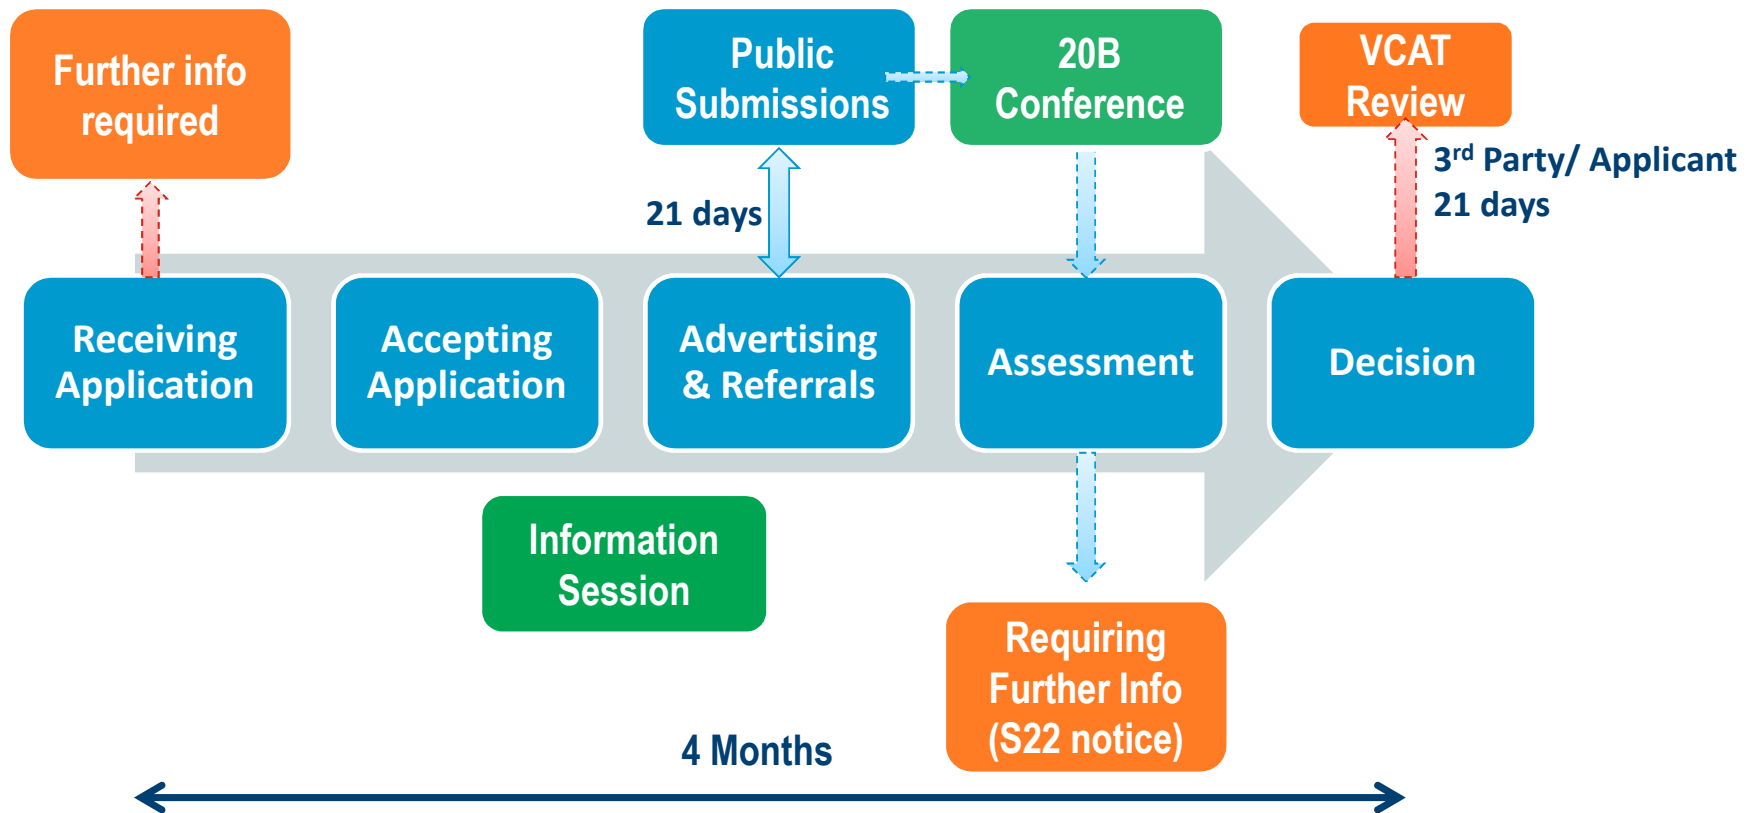 Further info
required
Public
Submissions
20B
Conference
VCAT
Review
3rd Party/ Applicant
21 days
21 days
Receiving
Application
Accepting
Application
Advertising
& Referrals
Assessment
Decision
Information
Session
Requiring
Further Info
(S22 notice)
4 Months